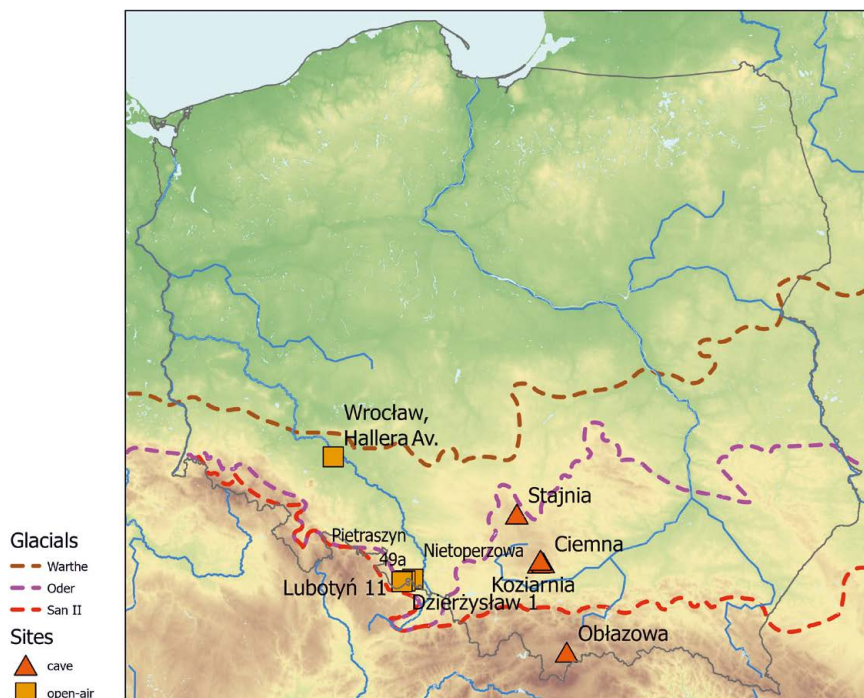 Wrocław,
Hallera Av.
Stajnia
Pietraszyn
49a
Nietoperzowa
Ciemna
Lubotyń 11
Koziarnia
Dzierżysław 1
Obłazowa
Glacials
Warthe
Oder
San II
Sites
cave
open-air